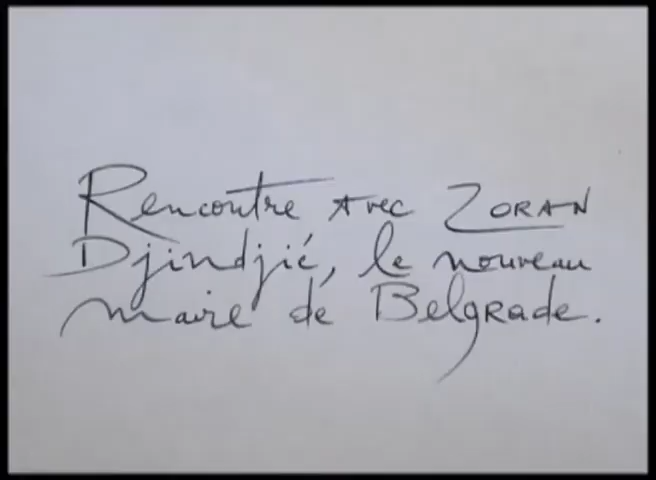 Rencontre avec ZORAN
Djindjić, le nouveau
maire de Belgrade.